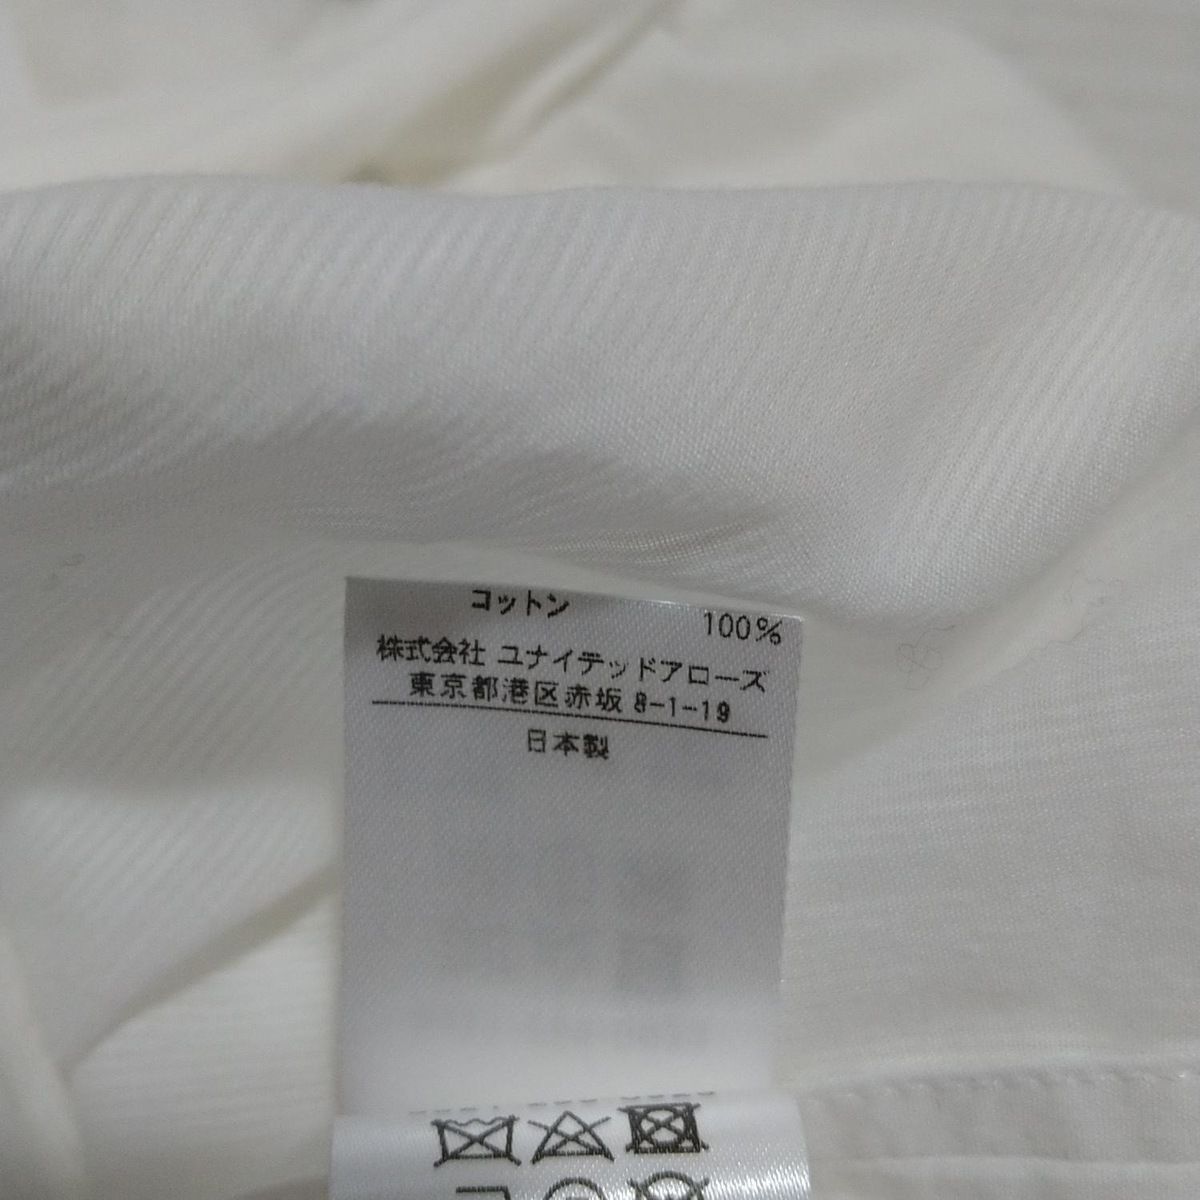 コットン 100%
株式会社 ユナイテッドアローズ
東京都港区赤坂 8-1-19
日本製